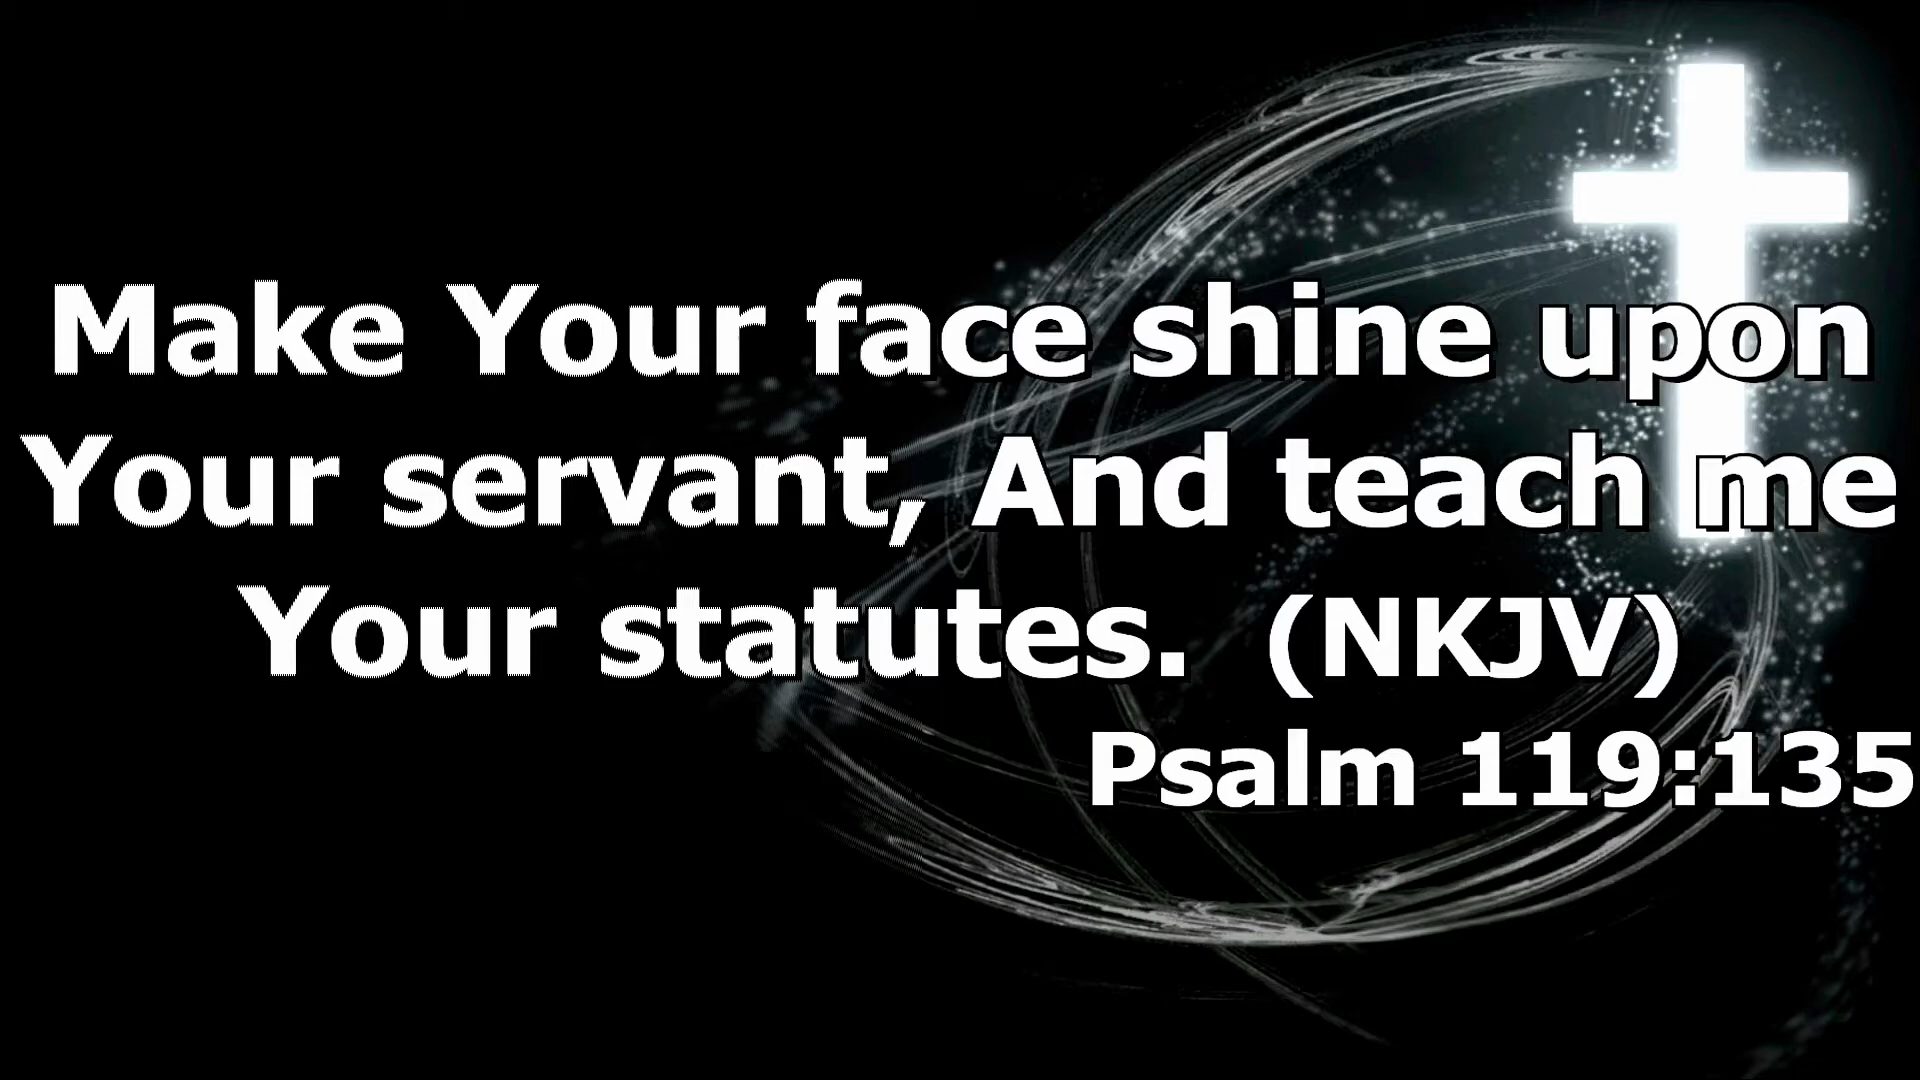 Make Your face shine upon
Your servant, And teach me
Your statutes. (NKJV)
Psalm 119:135